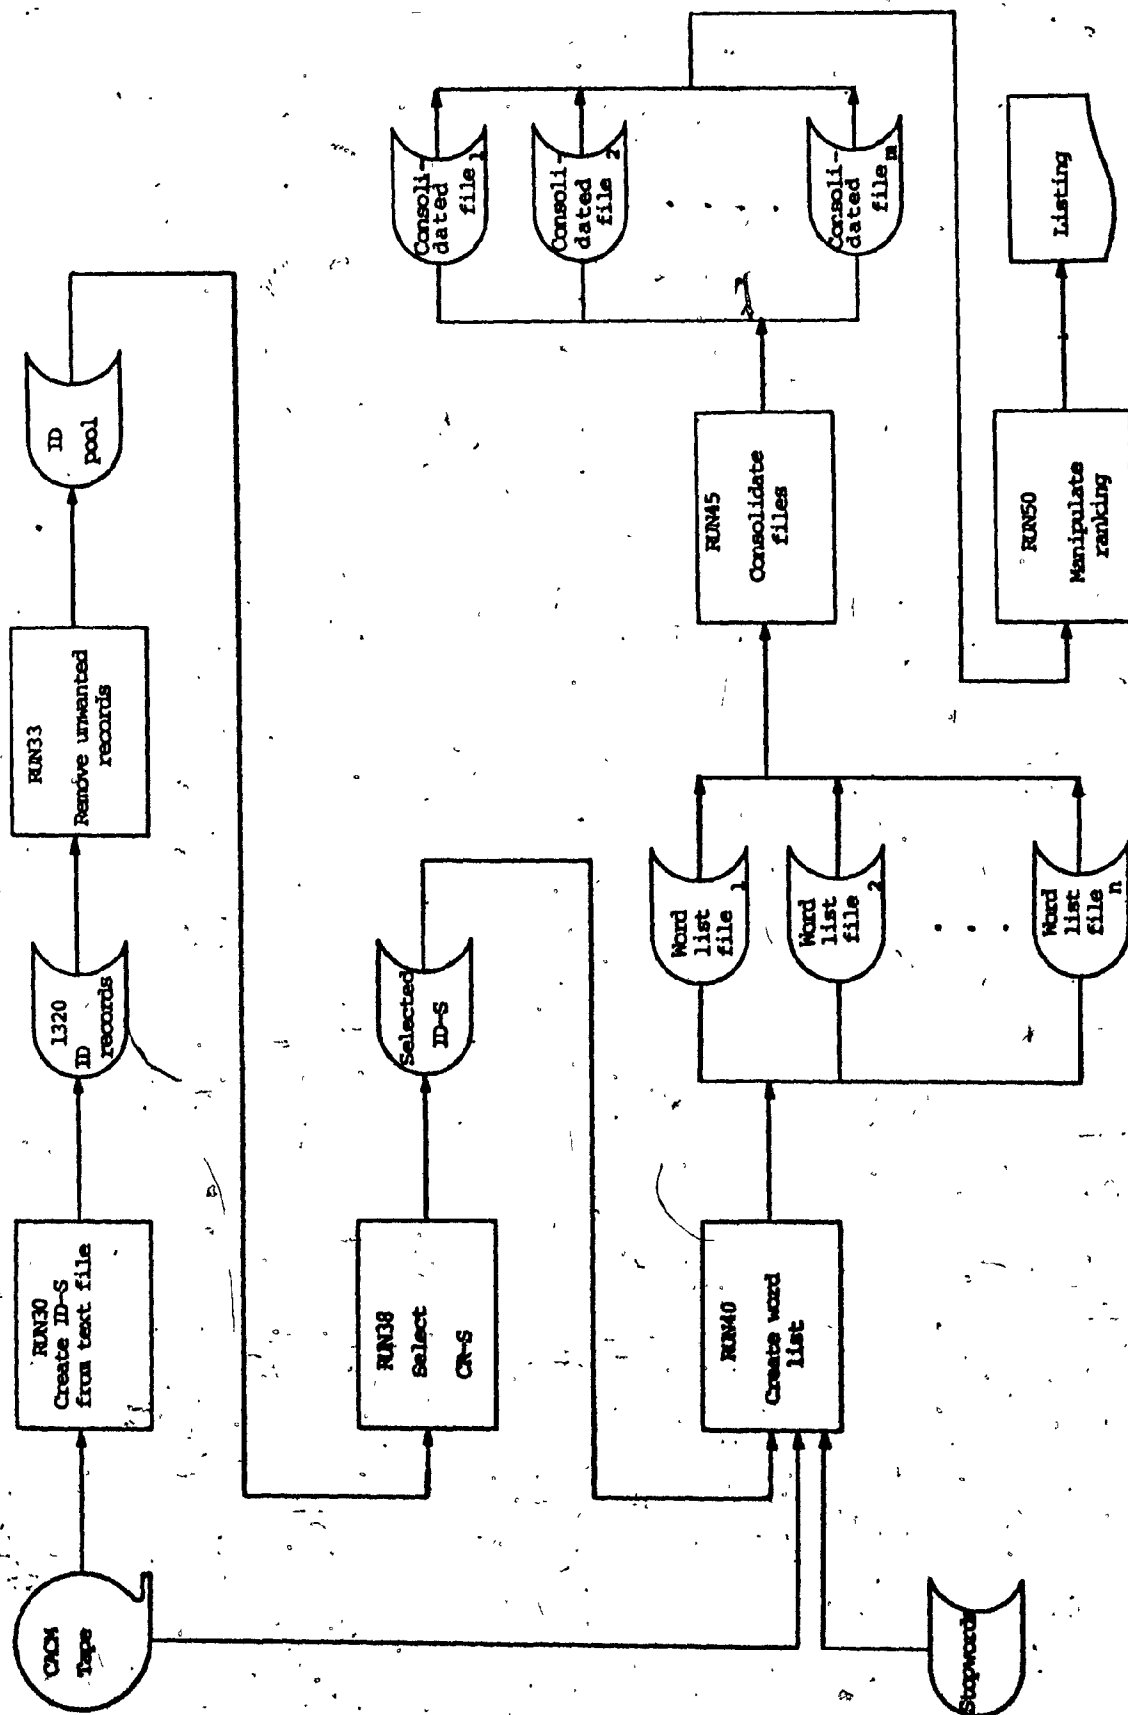 CACM
Tape
RUN30
Create ID-S
from text file
1320
ID
records
RUN33
Remove unwanted
records
ID
pool
RUN38
Select
CR-S
Selected
ID-S
Stopwords
RUN40
Create word
list
Word
list
file 1
Word
list
file 2
. . .
Word
list
file n
RUN45
Consolidate
files
Consoli-
dated
file 1
Consoli-
dated
file 2
. . . .
Consoli-
dated
file m
RUN50
Manipulate
ranking
Listing